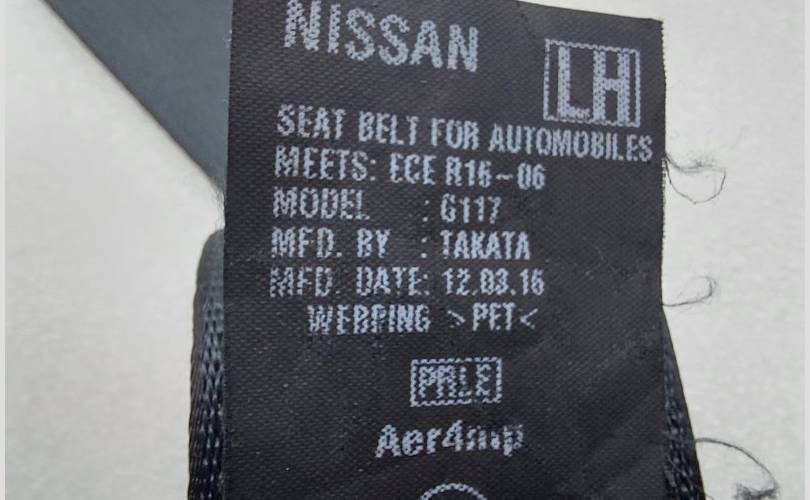 NISSAN
LH
SEAT BELT FOR AUTOMOBILES
MEETS: ECE R16-06
MODEL : G117
MFD. BY : TAKATA
MFD. DATE: 12.03.16
WEBBING >PET<
Aer4mp